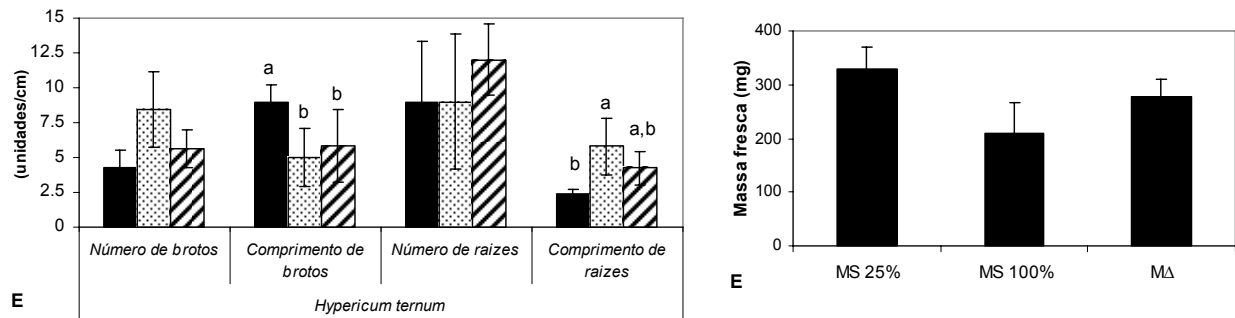 (unidades/cm)
15
12.5
10
7.5
5
2.5
0
a
b
b
b
a
a,b
Número de brotos
Comprimento de brotos
Número de raizes
Comprimento de raizes
Hypericum ternum
E
Massa fresca (mg)
400
300
200
100
0
MS 25%
MS 100%
MΔ
E